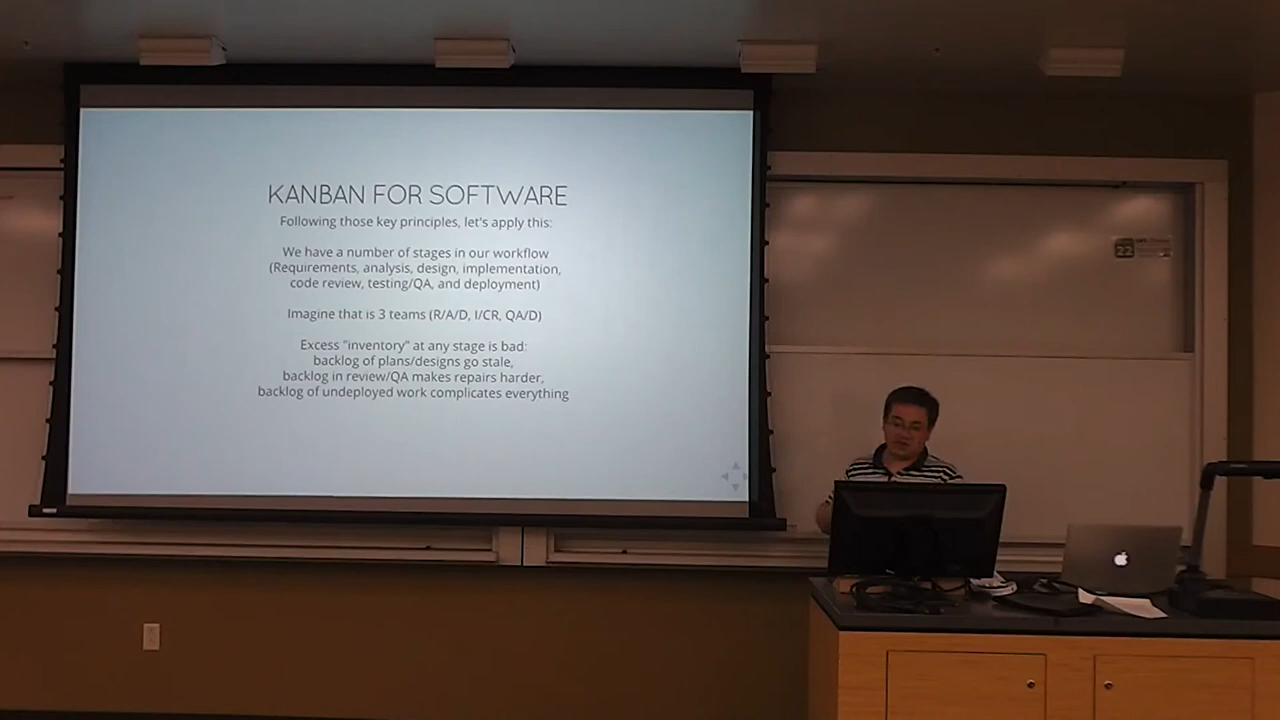 KANBAN FOR SOFTWARE
Following those key principles, let's apply this:
We have a number of stages in our workflow
(Requirements, analysis, design, implementation,
code review, testing/QA, and deployment)
Imagine that is 3 teams (R/A/D, I/CR, QA/D)
Excess "inventory" at any stage is bad:
backlog of plans/designs go stale,
backlog in review/QA makes repairs harder,
backlog of undeployed work complicates everything
22